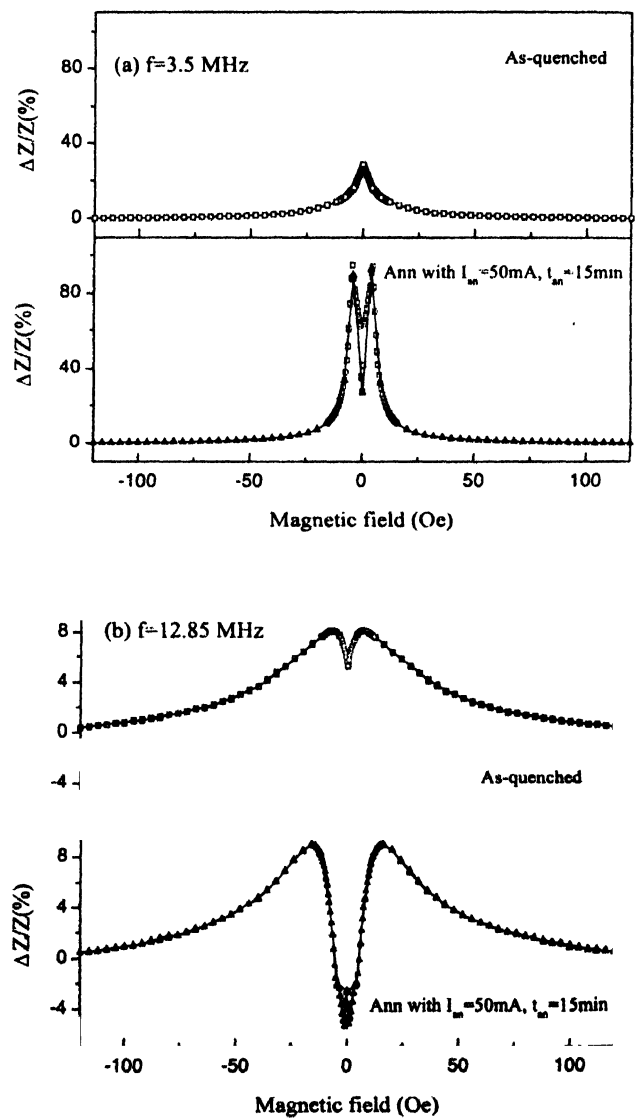 (a) f=3.5 MHz
As-quenched
ΔZ/Z(%)
80
40
0
Ann with I_an=50mA, t_an=15min
ΔZ/Z(%)
80
40
0
-100 -50 0 50 100
Magnetic field (Oe)
(b) f=12.85 MHz
8
4
0
-4
As-quenched
ΔZ/Z(%)
8
4
0
-4
Ann with I_an=50mA, t_an=15min
-100 -50 0 50 100
Magnetic field (Oe)